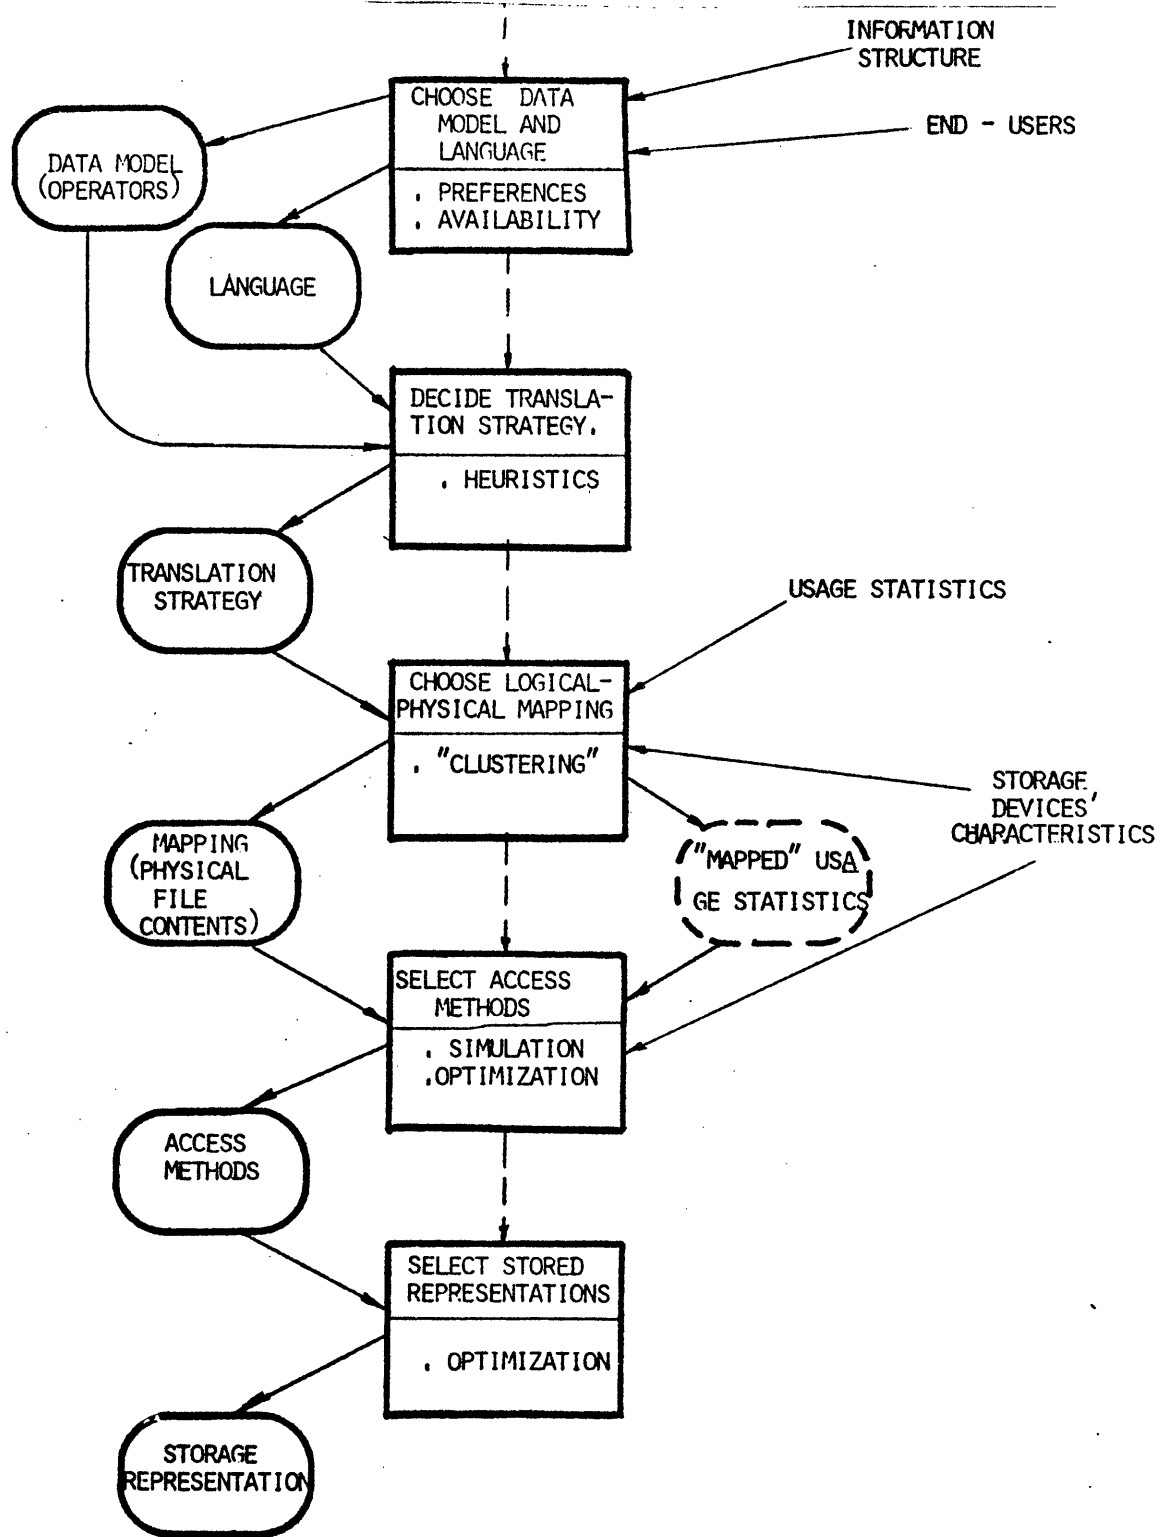 INFORMATION
STRUCTURE
CHOOSE DATA
MODEL AND
LANGUAGE
END - USERS
DATA MODEL
(OPERATORS)
. PREFERENCES
. AVAILABILITY
LANGUAGE
DECIDE TRANSLA-
TION STRATEGY.
. HEURISTICS
TRANSLATION
STRATEGY
USAGE STATISTICS
CHOOSE LOGICAL-
PHYSICAL MAPPING
. "CLUSTERING"
STORAGE
DEVICES'
CHARACTERISTICS
MAPPING
(PHYSICAL
FILE
CONTENTS)
"MAPPED" USA
GE STATISTICS
SELECT ACCESS
METHODS
. SIMULATION
.OPTIMIZATION
ACCESS
METHODS
SELECT STORED
REPRESENTATIONS
. OPTIMIZATION
STORAGE
REPRESENTATION